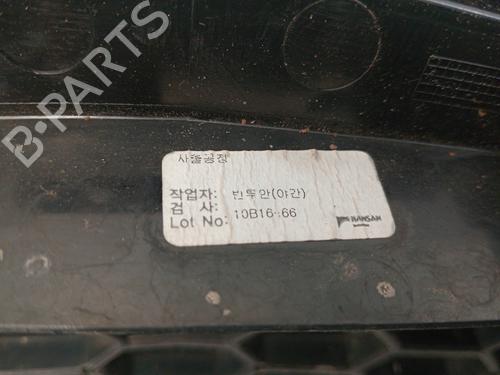 B-PARTS
사출공정
작업자: 빈투안(야간)
검 사: 10B16-.66
Lot No:
HANSAN